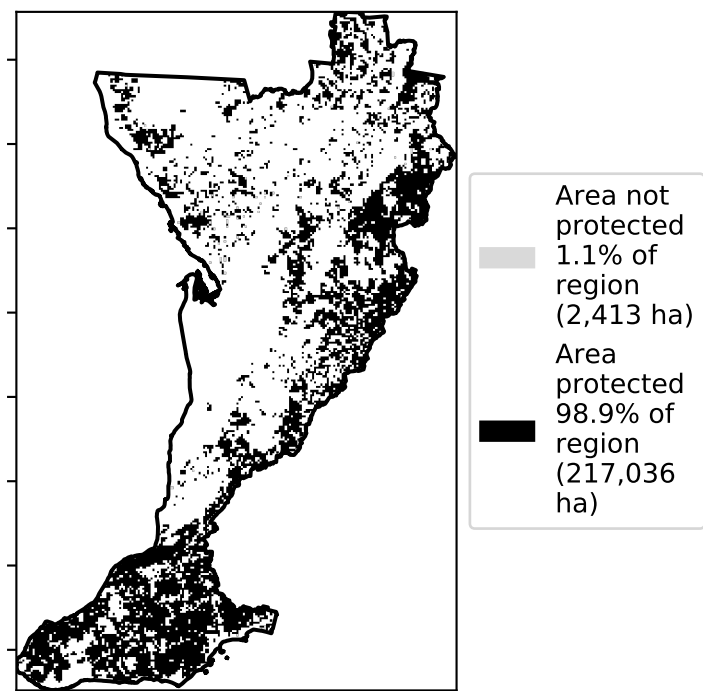 Area not
protected
1.1% of
region
(2,413 ha)
Area
protected
98.9% of
region
(217,036
ha)